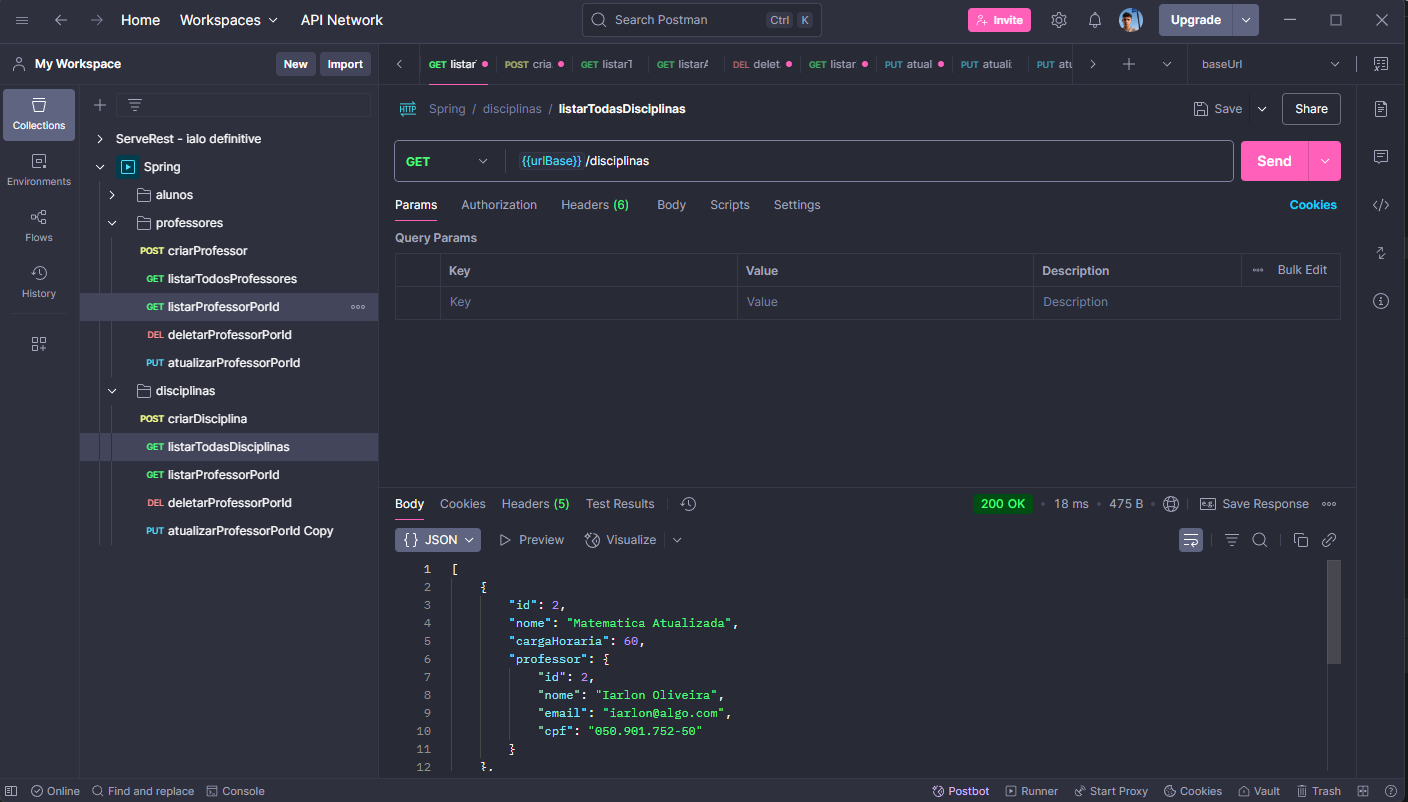 Home Workspaces API Network Search Postman Ctrl K Invite Upgrade
My Workspace New Import GET listar POST cria GET listarT GET listarA DEL delet GET listar PUT atual PUT atuali PUT atu baseUrl
Collections
Environments
Flows
History
ServeRest - ialo definitive
Spring
alunos
professores
POST criarProfessor
GET listarTodosProfessores
GET listarProfessorPorId
DEL deletarProfessorPorId
PUT atualizarProfessorPorId
disciplinas
POST criarDisciplina
GET listarTodasDisciplinas
GET listarProfessorPorId
DEL deletarProfessorPorId
PUT atualizarProfessorPorId Copy
HTTP Spring / disciplinas / listarTodasDisciplinas Save Share
GET {{urlBase}} /disciplinas Send
Params Authorization Headers (6) Body Scripts Settings Cookies
Query Params
Key Value Description Bulk Edit
Key Value Description
Body Cookies Headers (5) Test Results 200 OK • 18 ms • 475 B • e.g. Save Response
{} JSON Preview Visualize
1 [
2 {
3 "id": 2,
4 "nome": "Matematica Atualizada",
5 "cargaHoraria": 60,
6 "professor": {
7 "id": 2,
8 "nome": "Iarlon Oliveira",
9 "email": "iarlon@algo.com",
10 "cpf": "050.901.752-50"
11 }
12 },
Online Find and replace Console Postbot Runner Start Proxy Cookies Vault Trash